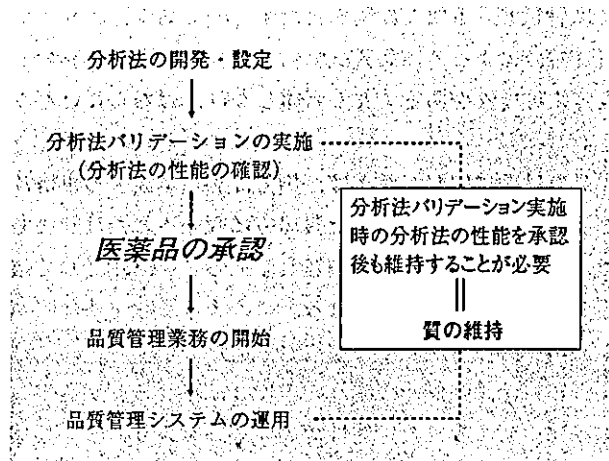 分析法の開発・設定
分析法バリデーションの実施
(分析法の性能の確認)
医薬品の承認
品質管理業務の開始
品質管理システムの運用
分析法バリデーション実施
時の分析法の性能を承認
後も維持することが必要
質の維持